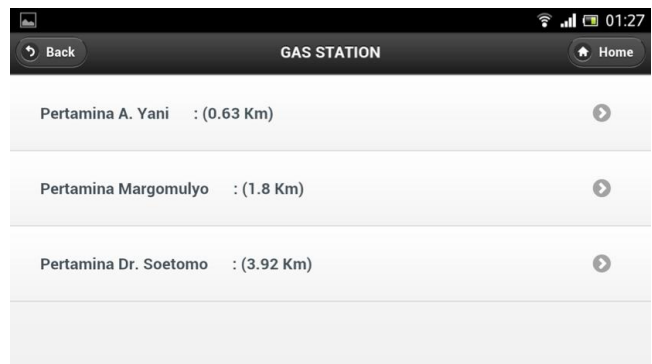 01:27
Back GAS STATION Home
Pertamina A. Yani : (0.63 Km)
Pertamina Margomulyo : (1.8 Km)
Pertamina Dr. Soetomo : (3.92 Km)